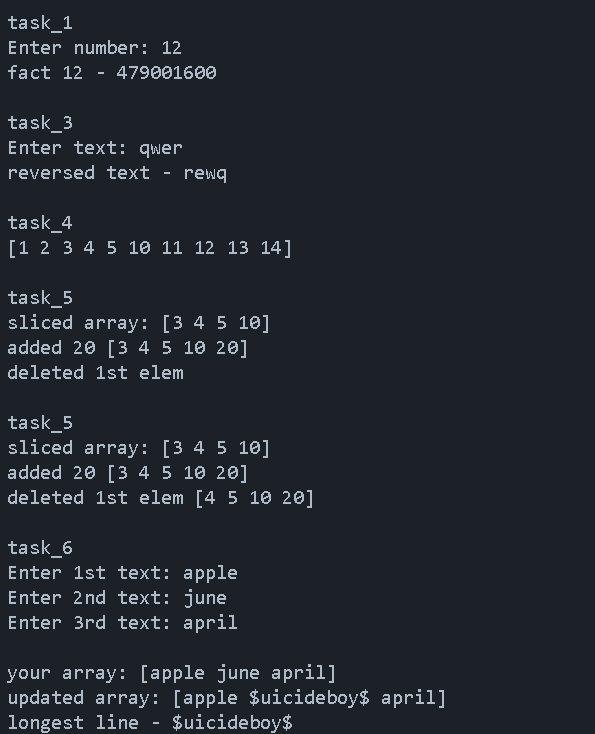 task_1
Enter number: 12
fact 12 - 479001600
task_3
Enter text: qwer
reversed text - rewq
task_4
[1 2 3 4 5 10 11 12 13 14]
task_5
sliced array: [3 4 5 10]
added 20 [3 4 5 10 20]
deleted 1st elem
task_5
sliced array: [3 4 5 10]
added 20 [3 4 5 10 20]
deleted 1st elem [4 5 10 20]
task_6
Enter 1st text: apple
Enter 2nd text: june
Enter 3rd text: april
your array: [apple june april]
updated array: [apple $uicideboy$ april]
longest line - $uicideboy$